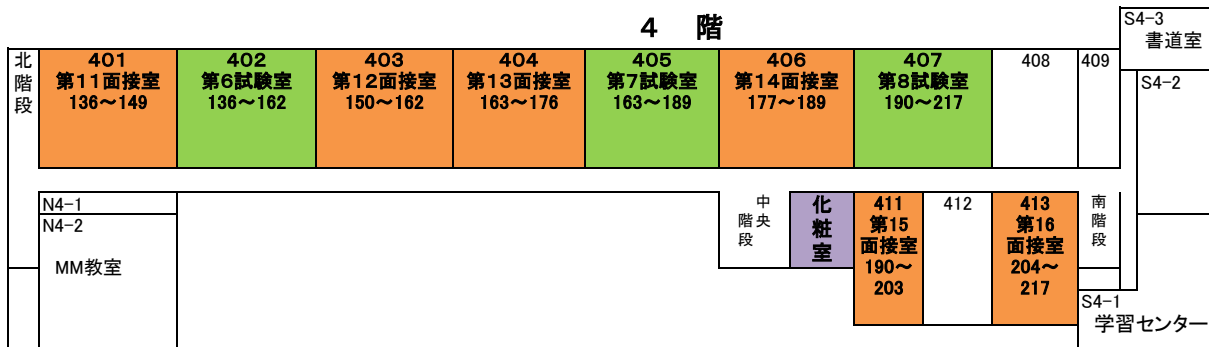 4 階
S4-3
書道室
北階段
401
第11面接室
136～149
402
第6試験室
136～162
403
第12面接室
150～162
404
第13面接室
163～176
405
第7試験室
163～189
406
第14面接室
177～189
407
第8試験室
190～217
408
409
S4-2
N4-1
N4-2
MM教室
中央階段
化粧室
411
第15
面接室
190～
203
412
413
第16
面接室
204～
217
南階段
S4-1
学習センター